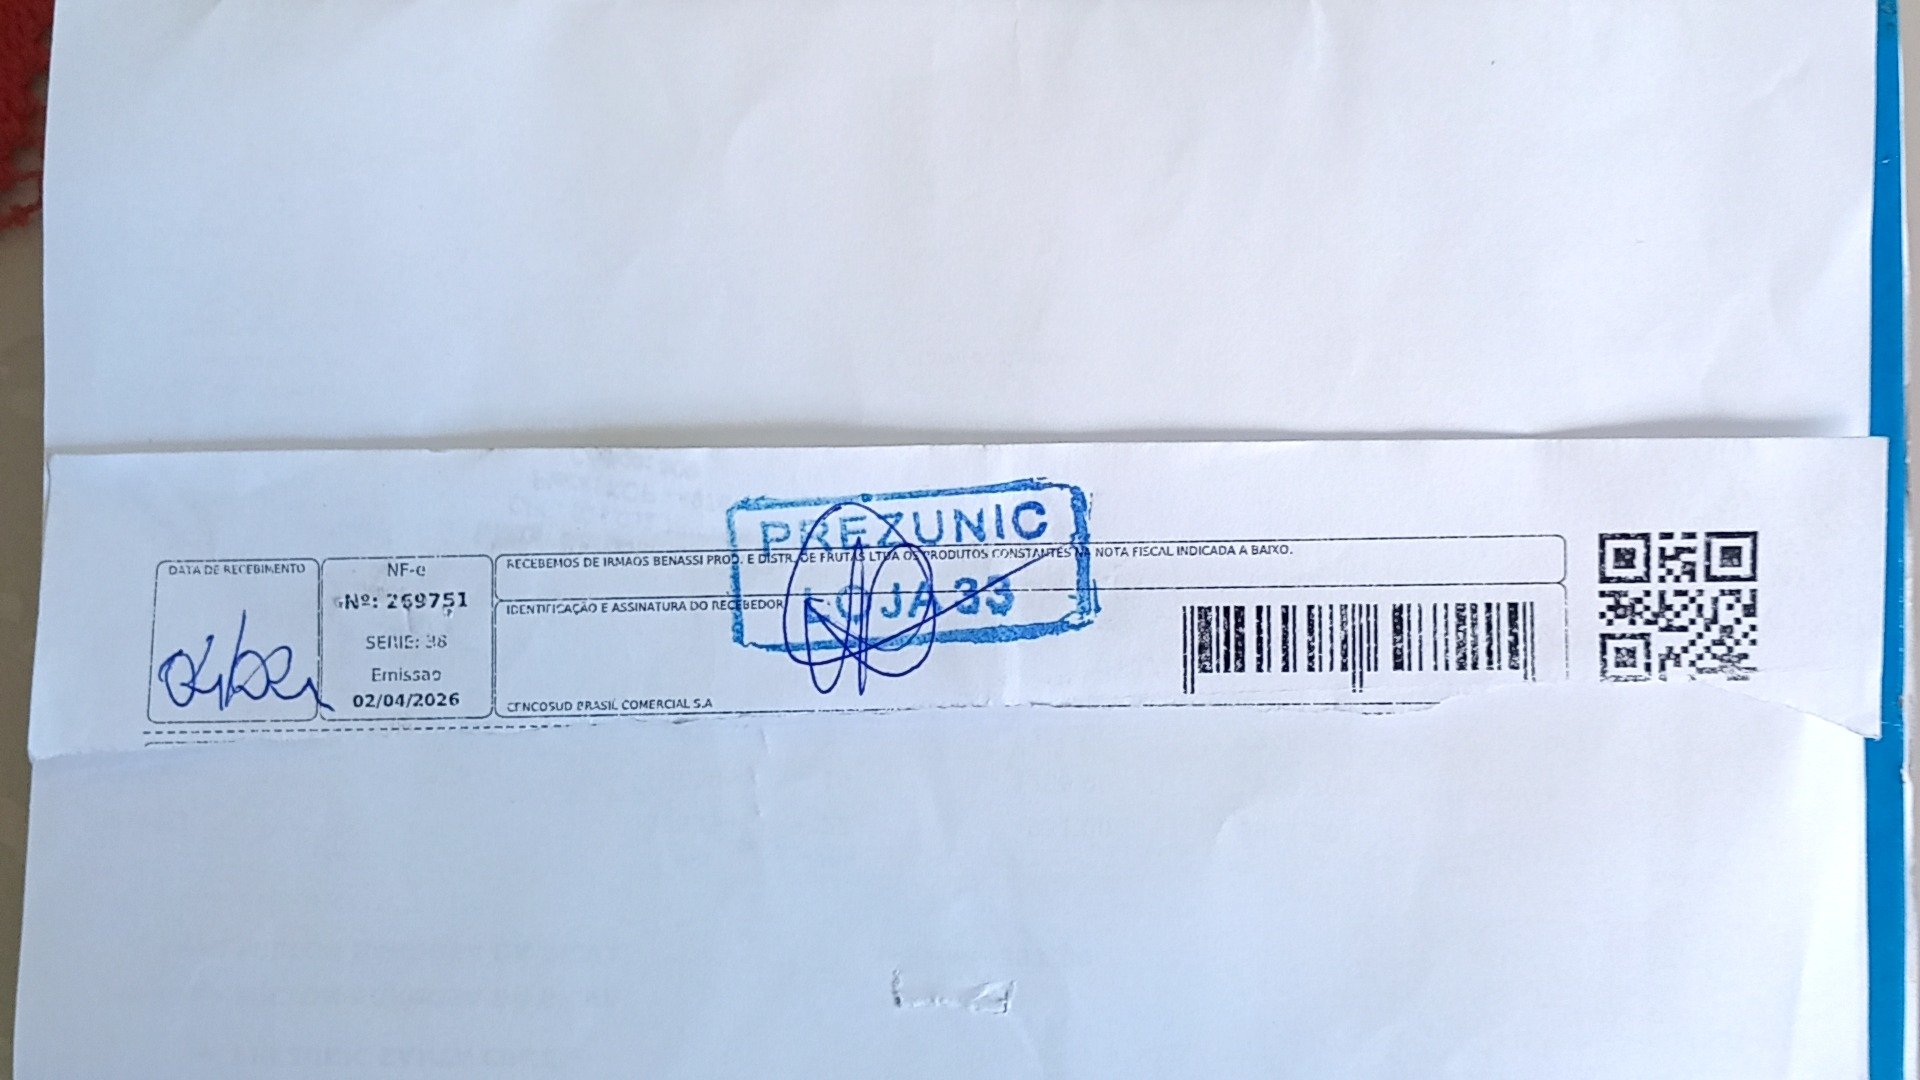 PREZUNIC
LOJA 33
DATA DE RECEBIMENTO
NF-e
Nº: 269751
SERIE: 38
Emissao
02/04/2026
RECEBEMOS DE IRMAOS BENASSI PROD. E DISTR. DE FRUTAS LTDA OS PRODUTOS CONSTANTES NA NOTA FISCAL INDICADA A BAIXO.
IDENTIFICAÇÃO E ASSINATURA DO RECEBEDOR
CENCOSUD BRASIL COMERCIAL S.A